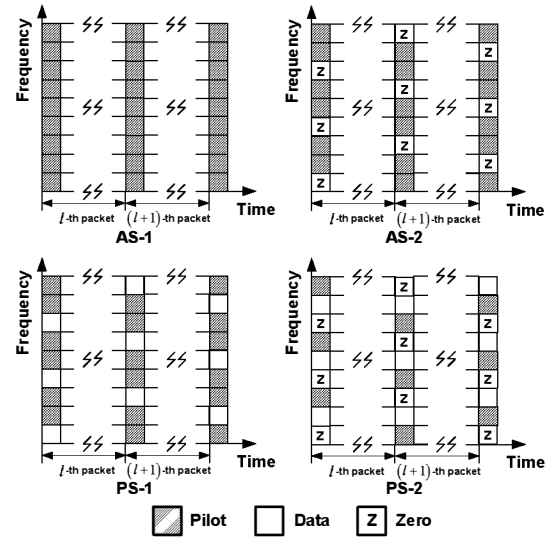 Frequency
Z
Z
Z
Time
l-th packet (l+1)-th packet
AS-1
Frequency
Z
Z
Z
Z
Z
Z
Z
Z
Time
l-th packet (l+1)-th packet
AS-2
Frequency
Time
l-th packet (l+1)-th packet
PS-1
Frequency
Z
Z
Z
Z
Z
Z
Z
Z
Z
Time
l-th packet (l+1)-th packet
PS-2
Pilot
Data
Z Zero